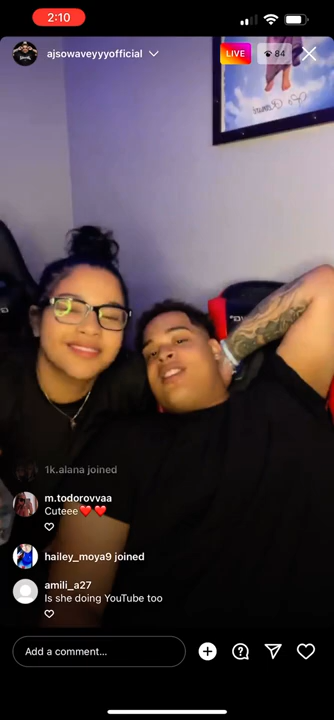 2:10
ajsowaveyyyofficial
LIVE
84
1k.alana joined
m.todorovvaa
Cuteee❤️❤️
hailey_moya9 joined
amili_a27
Is she doing YouTube too
Add a comment...